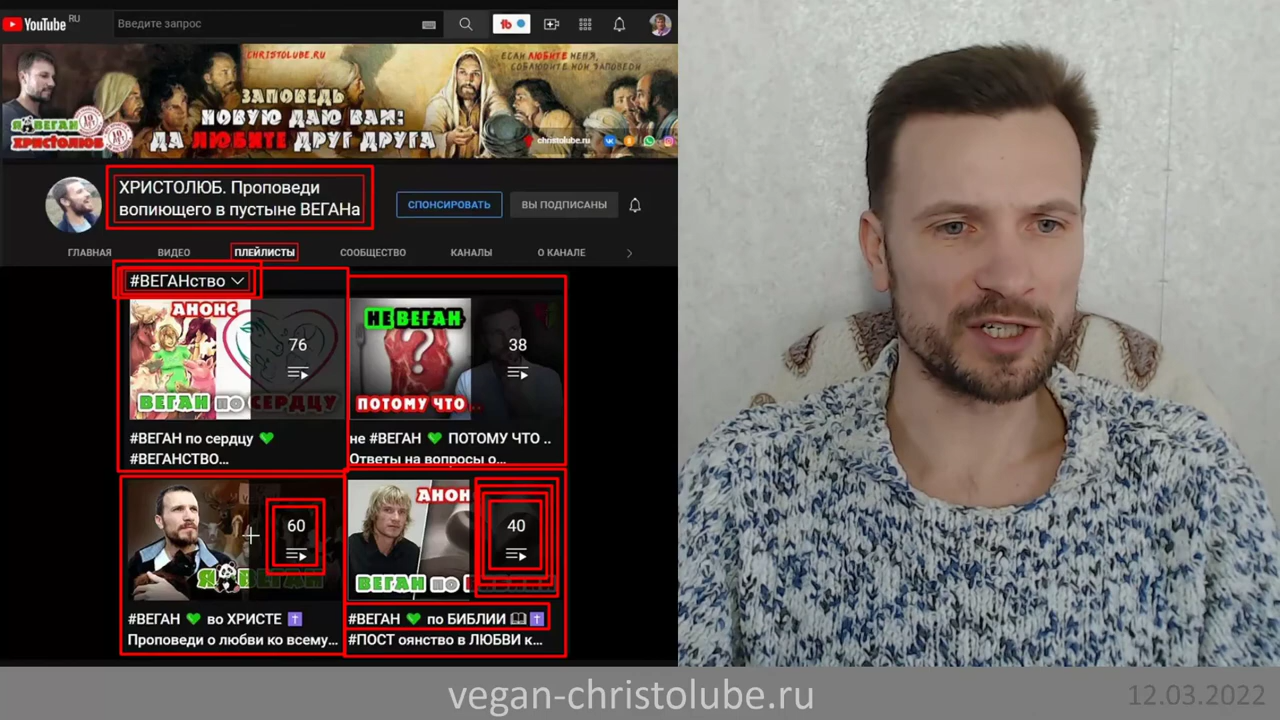 YouTube RU
Введите запрос
CHRISTOLUBE.RU
ЕСЛИ ЛЮБИТЕ МЕНЯ,
СОБЛЮДИТЕ МОИ ЗАПОВЕДИ
ЗАПОВЕДЬ
НОВУЮ ДАЮ ВАМ:
ДА ЛЮБИТЕ ДРУГ ДРУГА
Я ВЕГАН
ХРИСТОЛЮБ
christolube.ru
ХРИСТОЛЮБ. Проповеди
вопиющего в пустыне ВЕГАНа
СПОНСИРОВАТЬ
ВЫ ПОДПИСАНЫ
ГЛАВНАЯ ВИДЕО ПЛЕЙЛИСТЫ СООБЩЕСТВО КАНАЛЫ О КАНАЛЕ
#ВЕГАНство
АНОНС
76
ВЕГАН ПО СЕРДЦУ
НЕ ВЕГАН
38
ПОТОМУ ЧТО...
#ВЕГАН по сердцу 💚
#ВЕГАНСТВО...
не #ВЕГАН 💚 ПОТОМУ ЧТО ..
Ответы на вопросы о...
60
Я ВЕГАН
АНОНС
40
ВЕГАН ПО
#ВЕГАН 💚 во ХРИСТЕ ✝️
Проповеди о любви ко всему...
#ВЕГАН 💚 по БИБЛИИ 📖✝️
#ПОСТ оянство в ЛЮБВИ к...
vegan-christolube.ru
12.03.2022